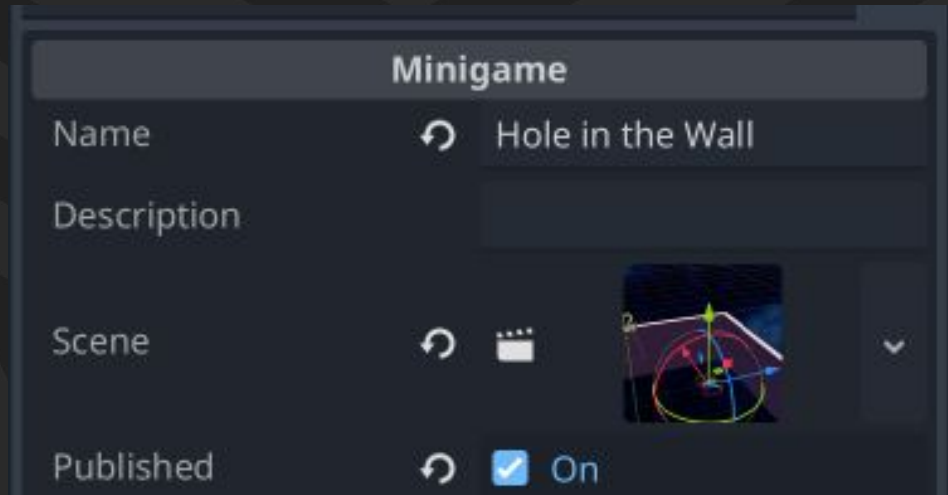 Minigame
Name Hole in the Wall
Description
Scene
Published On